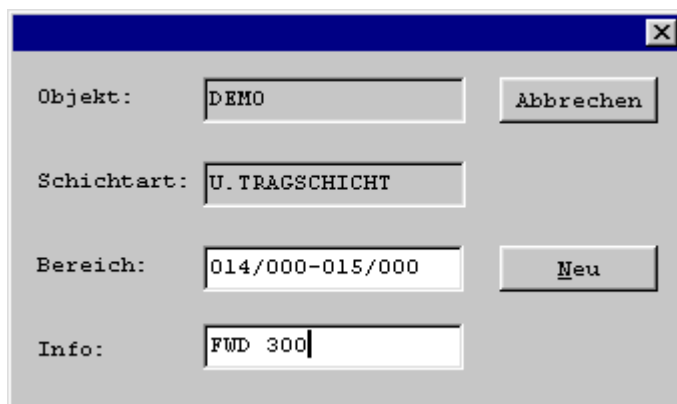 Objekt: DEMO Abbrechen
Schichtart: U.TRAGSCHICHT
Bereich: 014/000-015/000 Neu
Info: FWD 300